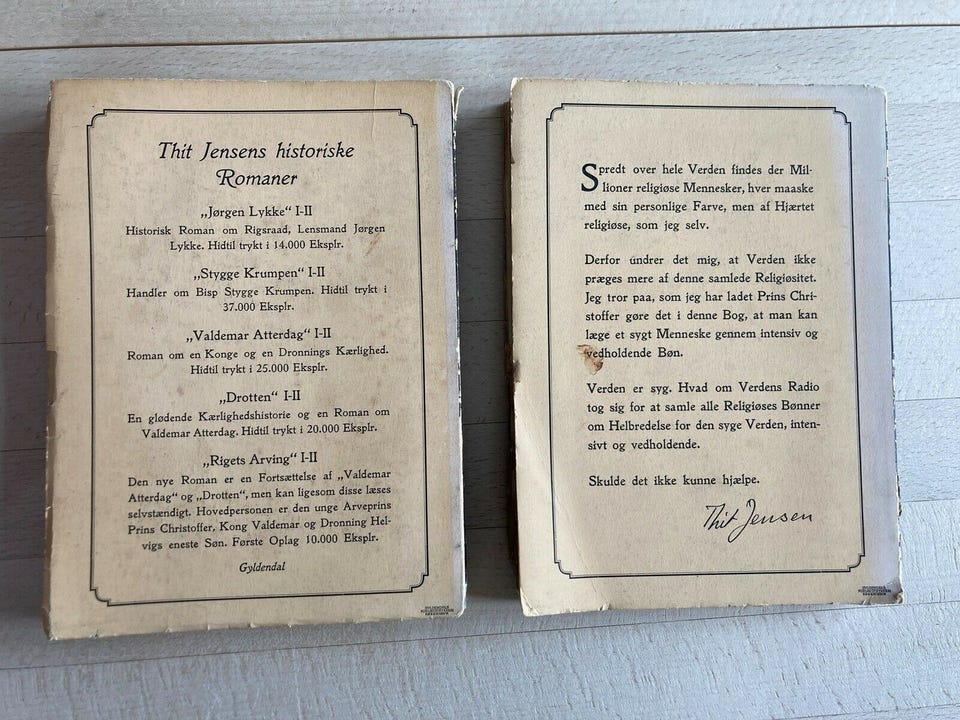 Thit Jensens historiske
Romaner
„Jørgen Lykke“ I-II
Historisk Roman om Rigsraad, Lensmand Jørgen
Lykke. Hidtil trykt i 14.000 Eksplr.
„Stygge Krumpen“ I-II
Handler om Bisp Stygge Krumpen. Hidtil trykt i
37.000 Eksplr.
„Valdemar Atterdag“ I-II
Roman om en Konge og en Dronnings Kærlighed.
Hidtil trykt i 25.000 Eksplr.
„Drotten“ I-II
En glødende Kærlighedshistorie og en Roman om
Valdemar Atterdag. Hidtil trykt i 20.000 Eksplr.
„Rigets Arving“ I-II
Den nye Roman er en Fortsættelse af „Valdemar
Atterdag“ og „Drotten“, men kan ligesom disse læses
selvstændigt. Hovedpersonen er den unge Arveprins
Prins Christoffer, Kong Valdemar og Dronning Hel-
vigs eneste Søn. Første Oplag 10.000 Eksplr.
Gyldendal
Spredt over hele Verden findes der Mil-
lioner religiøse Mennesker, hver maaske
med sin personlige Farve, men af Hjærtet
religiøse, som jeg selv.
Derfor undrer det mig, at Verden ikke
præges mere af denne samlede Religiøsitet.
Jeg tror paa, som jeg har ladet Prins Chri-
stoffer gøre det i denne Bog, at man kan
læge et sygt Menneske gennem intensiv og
vedholdende Bøn.
Verden er syg. Hvad om Verdens Radio
tog sig for at samle alle Religiøses Bønner
om Helbredelse for den syge Verden, inten-
sivt og vedholdende.
Skulde det ikke kunne hjælpe.
Thit Jensen